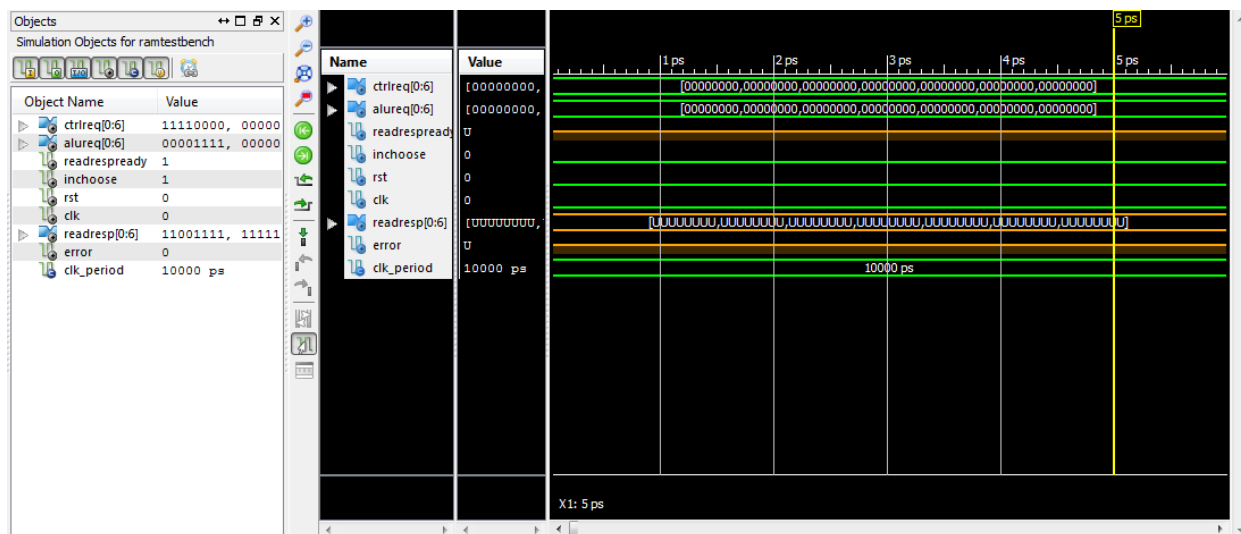 Objects
Simulation Objects for ramtestbench
Object Name Value
ctrlreq[0:6] 11110000, 00000
alureq[0:6] 00001111, 00000
readrespready 1
inchoose 1
rst 0
clk 0
readresp[0:6] 11001111, 11111
error 0
clk_period 10000 ps
Name Value
ctrlreq[0:6] [00000000,
alureq[0:6] [00000000,
readrespready U
inchoose 0
rst 0
clk 0
readresp[0:6] [UUUUUUUU,
error U
clk_period 10000 ps
5 ps
1 ps 2 ps 3 ps 4 ps 5 ps
[00000000,00000000,00000000,00000000,00000000,00000000,00000000]
[00000000,00000000,00000000,00000000,00000000,00000000,00000000]
[UUUUUUUU,UUUUUUUU,UUUUUUUU,UUUUUUUU,UUUUUUUU,UUUUUUUU,UUUUUUUU]
10000 ps
X1: 5 ps